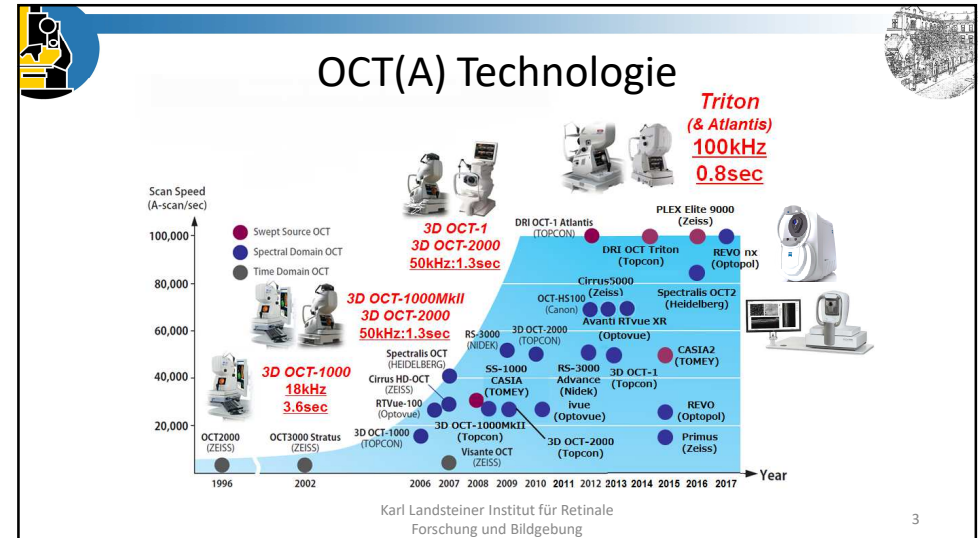 OCT(A) Technologie
Triton
(& Atlantis)
100kHz
0.8sec
Scan Speed
(A-scan/sec)
Swept Source OCT
Spectral Domain OCT
Time Domain OCT
3D OCT-1
3D OCT-2000
50kHz:1.3sec
3D OCT-1000MkII
3D OCT-2000
50kHz:1.3sec
3D OCT-1000
18kHz
3.6sec
100,000
80,000
60,000
40,000
20,000
DRI OCT-1 Atlantis
(TOPCON)
PLEX Elite 9000
(Zeiss)
DRI OCT Triton
(Topcon)
REVO nx
(Optopol)
Cirrus5000
(Zeiss)
Spectralis OCT2
(Heidelberg)
OCT-HS100
(Canon)
Avanti RTvue XR
(Optovue)
RS-3000
(NIDEK)
3D OCT-2000
(TOPCON)
Spectralis OCT
(HEIDELBERG)
SS-1000
CASIA
(TOMEY)
RS-3000
Advance
(Nidek)
3D OCT-1
(Topcon)
CASIA2
(TOMEY)
Cirrus HD-OCT
(ZEISS)
RTVue-100
(Optovue)
ivue
(Optovue)
REVO
(Optopol)
3D OCT-1000
(TOPCON)
3D OCT-1000MkII
(Topcon)
3D OCT-2000
(Topcon)
Primus
(Zeiss)
OCT2000
(ZEISS)
OCT3000 Stratus
(ZEISS)
Visante OCT
(ZEISS)
Year
1996 2002 2006 2007 2008 2009 2010 2011 2012 2013 2014 2015 2016 2017
Karl Landsteiner Institut für Retinale
Forschung und Bildgebung
3